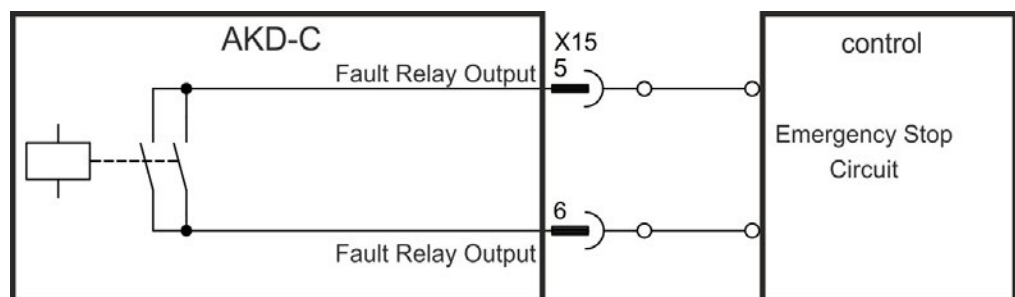 AKD-C
X15
control
Fault Relay Output
5
Emergency Stop
Circuit
6
Fault Relay Output